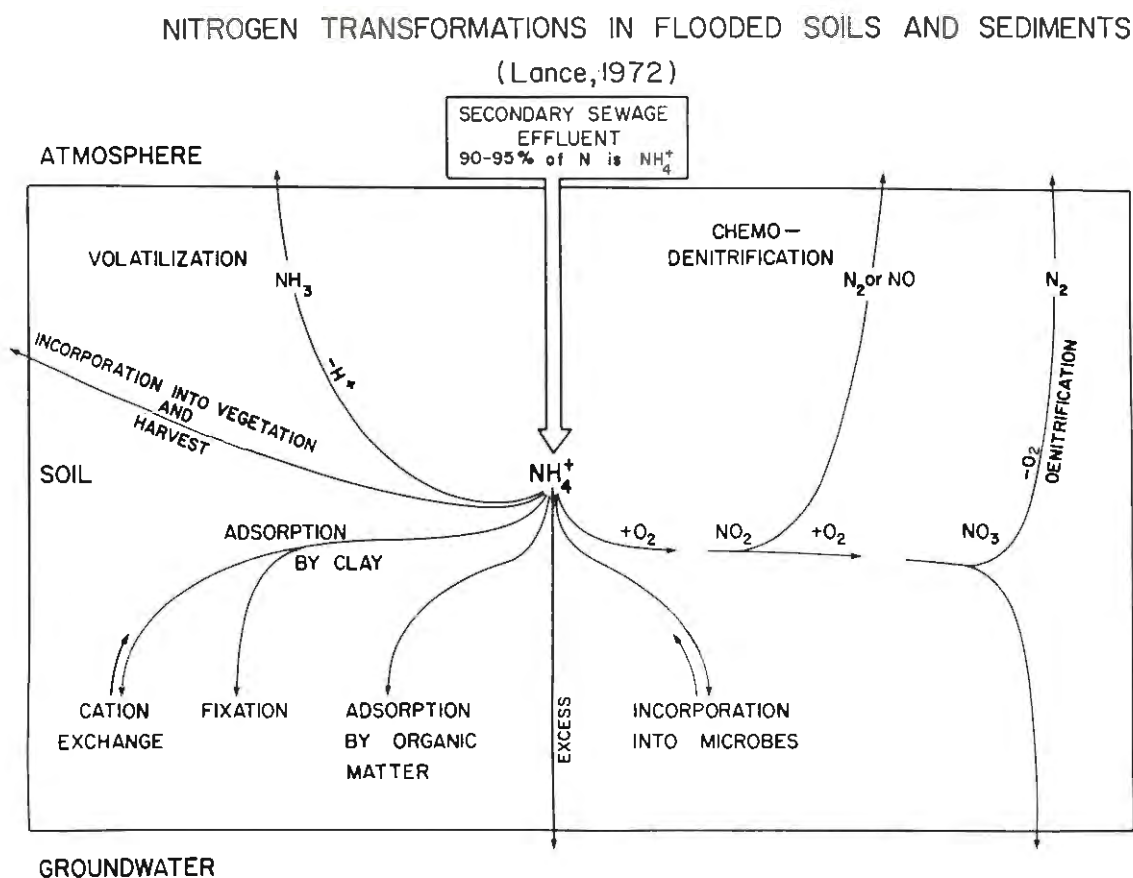 NITROGEN TRANSFORMATIONS IN FLOODED SOILS AND SEDIMENTS
(Lance, 1972)
SECONDARY SEWAGE
EFFLUENT
90-95% of N is NH₄⁺
ATMOSPHERE
VOLATILIZATION
NH₃
CHEMO-
DENITRIFICATION
N₂ or NO
N₂
-H+
INCORPORATION INTO VEGETATION
AND
HARVEST
DENITRIFICATION
-O₂
SOIL
NH₄⁺
ADSORPTION
BY CLAY
+O₂
NO₂
+O₂
NO₃
CATION
EXCHANGE
FIXATION
ADSORPTION
BY ORGANIC
MATTER
EXCESS
INCORPORATION
INTO MICROBES
GROUNDWATER